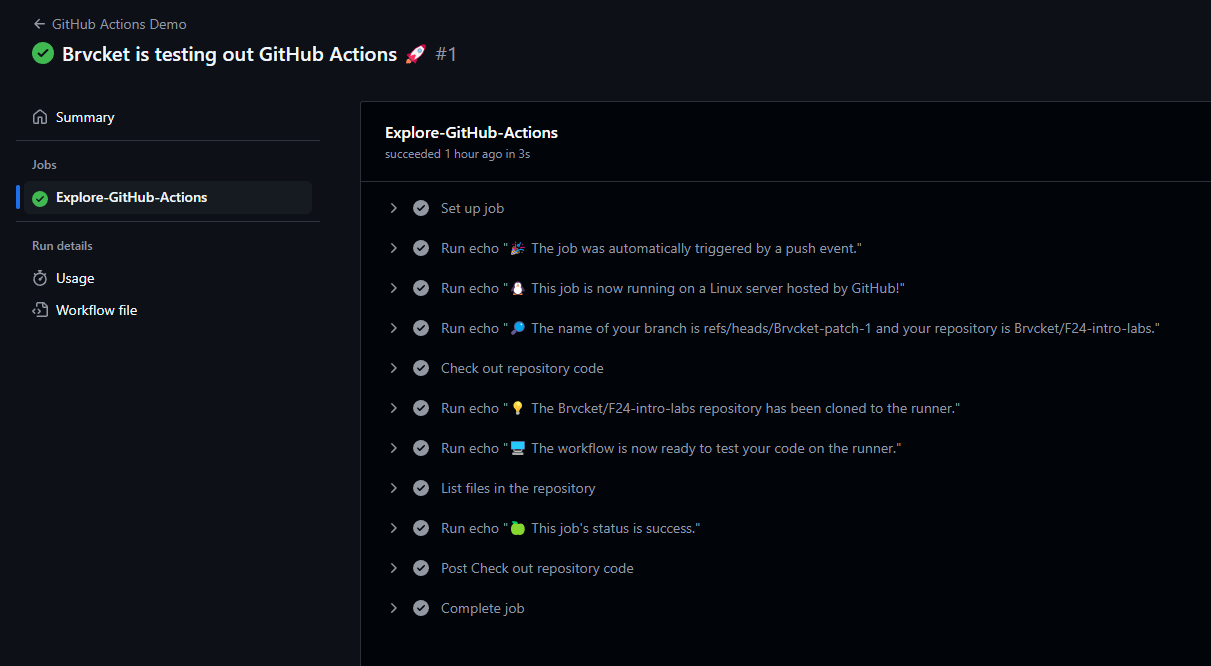 ← GitHub Actions Demo
Brvcket is testing out GitHub Actions 🚀 #1
Summary
Jobs
Explore-GitHub-Actions
Run details
Usage
Workflow file
Explore-GitHub-Actions
succeeded 1 hour ago in 3s
Set up job
Run echo "🎉 The job was automatically triggered by a push event."
Run echo "🐧 This job is now running on a Linux server hosted by GitHub!"
Run echo "🔎 The name of your branch is refs/heads/Brvcket-patch-1 and your repository is Brvcket/F24-intro-labs."
Check out repository code
Run echo "💡 The Brvcket/F24-intro-labs repository has been cloned to the runner."
Run echo "🖥️ The workflow is now ready to test your code on the runner."
List files in the repository
Run echo "🍏 This job's status is success."
Post Check out repository code
Complete job